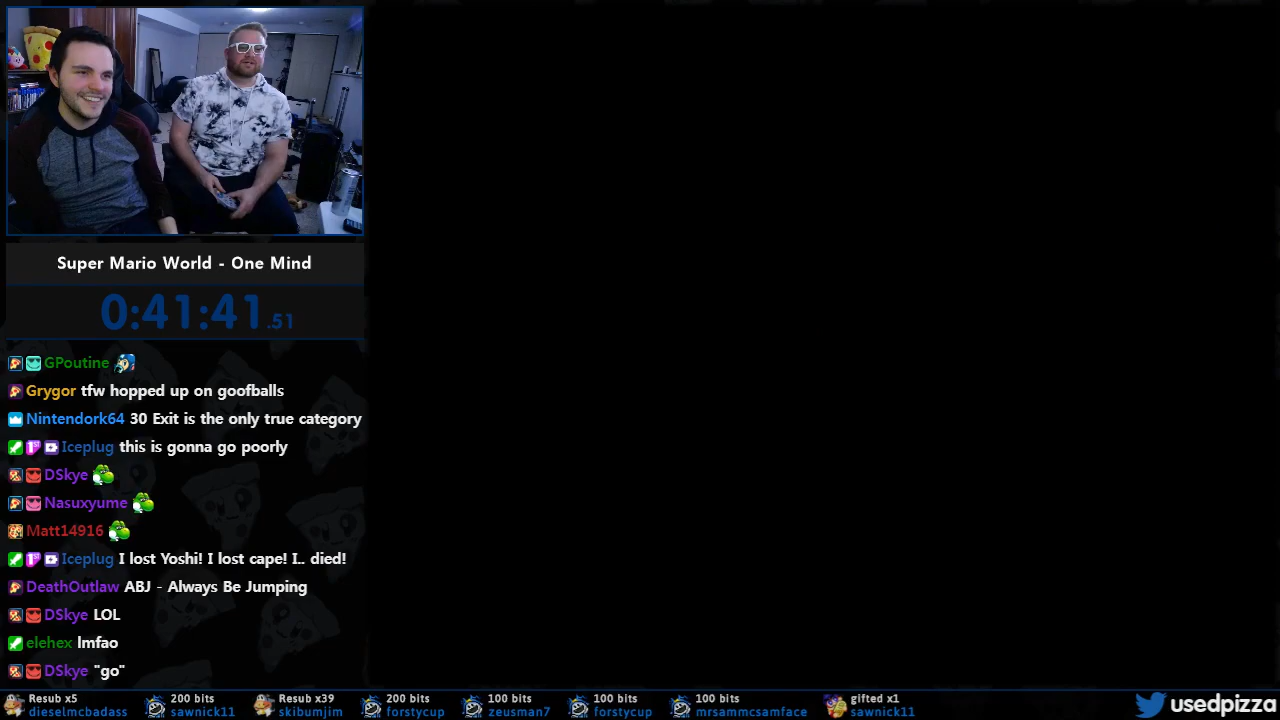 Super Mario World - One Mind
0:41:41.51
GPoutine
Grygor tfw hopped up on goofballs
Nintendork64 30 Exit is the only true category
Iceplug this is gonna go poorly
DSkye
Nasuxyume
Matt14916
Iceplug I lost Yoshi! I lost cape! I.. died!
DeathOutlaw ABJ - Always Be Jumping
DSkye LOL
elehex lmfao
DSkye "go"
Resub x5 200 bits Resub x39 200 bits 100 bits 100 bits 100 bits gifted x1
dieselmcbadass sawnick11 skibumjim forstycup zeusman7 forstycup mrsammcsamface sawnick11
usedpizza